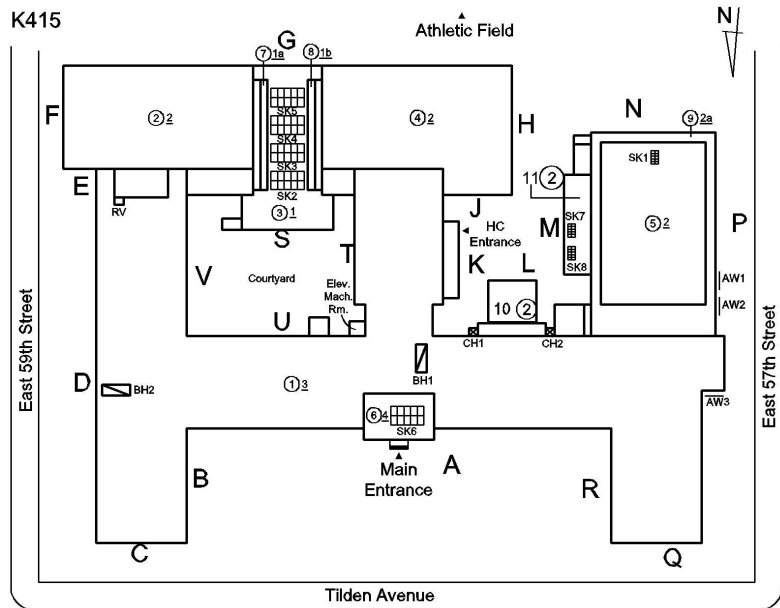 K415
Athletic Field
N
G
7 1a
8 1b
F
2 2
SK5
SK4
SK3
SK2
4 2
H
N
9 2a
SK1
11 2
E
RV
3 1
S
J
HC
Entrance
M
SK7
SK8
5 2
P
V
Courtyard
T
K
L
Elev.
Mach.
Rm.
U
10 2
AW1
AW2
CH1
CH2
East 59th Street
East 57th Street
D
BH2
1 3
BH1
AW3
6 4
SK6
B
Main
Entrance
A
R
C
Q
Tilden Avenue